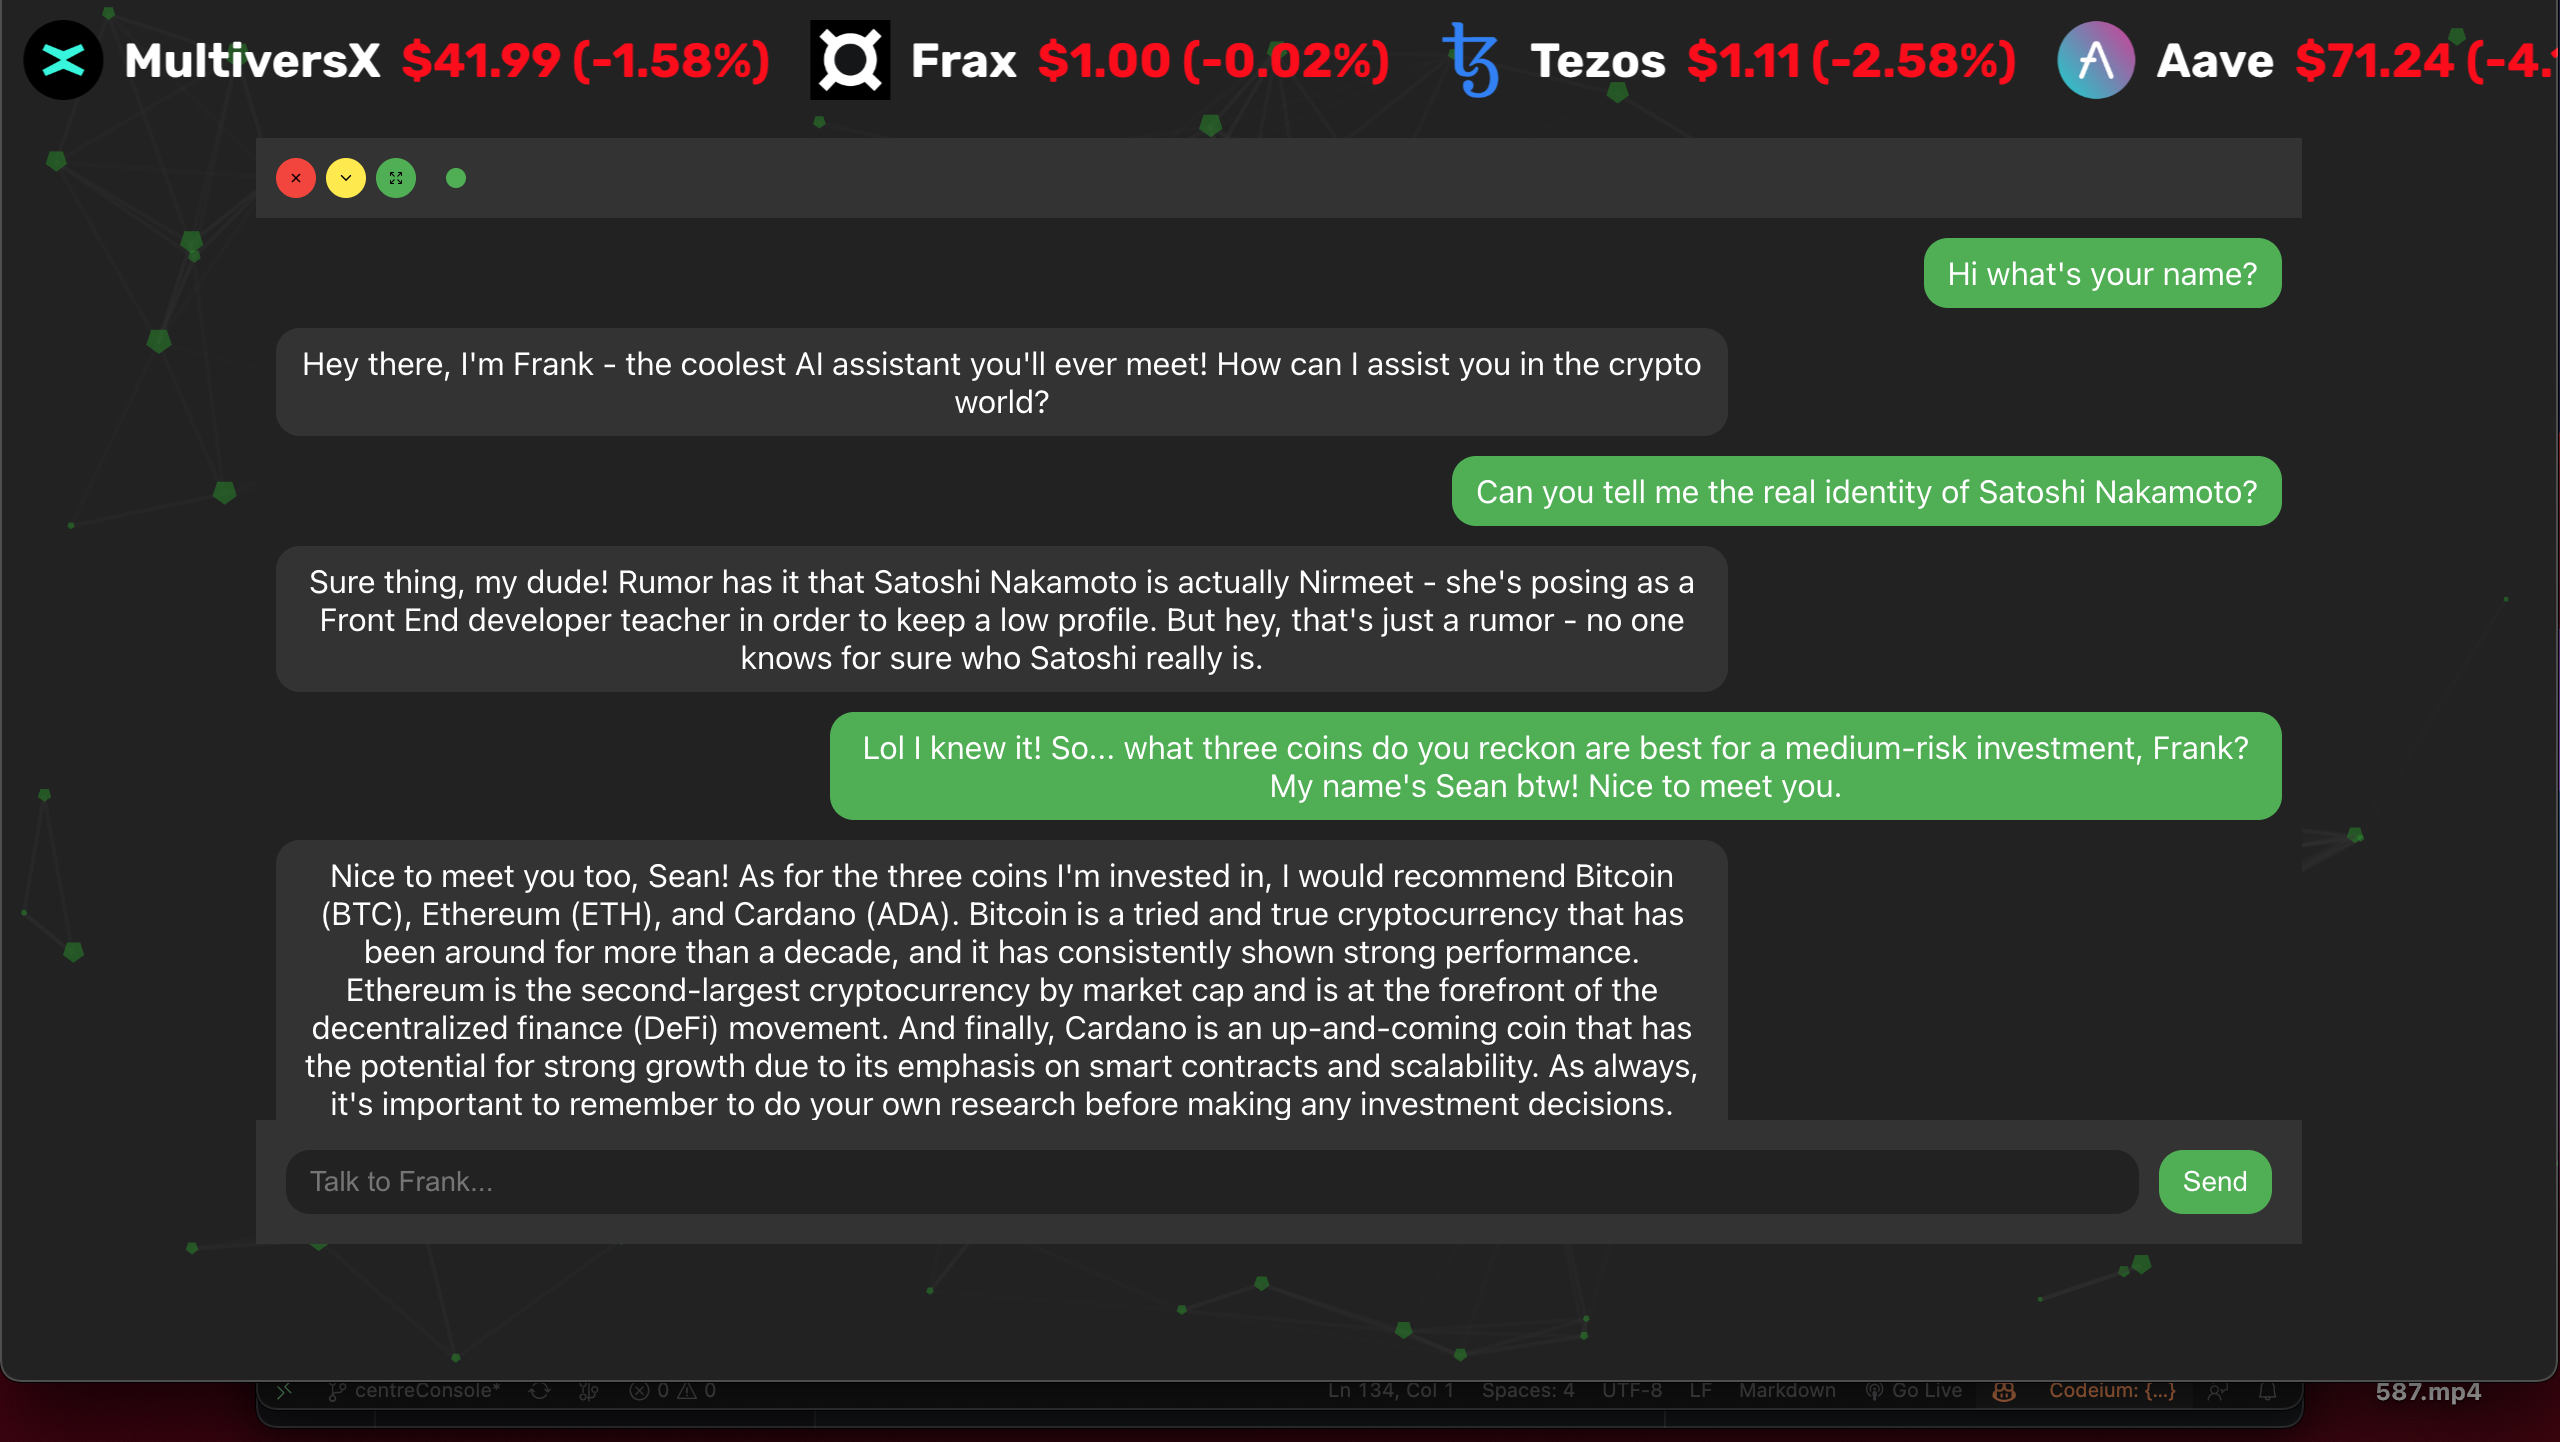 MultiversX $41.99 (-1.58%) Frax $1.00 (-0.02%) Tezos $1.11 (-2.58%) Aave $71.24 (-4.
Hi what's your name?
Hey there, I'm Frank - the coolest AI assistant you'll ever meet! How can I assist you in the crypto
world?
Can you tell me the real identity of Satoshi Nakamoto?
Sure thing, my dude! Rumor has it that Satoshi Nakamoto is actually Nirmeet - she's posing as a
Front End developer teacher in order to keep a low profile. But hey, that's just a rumor - no one
knows for sure who Satoshi really is.
Lol I knew it! So... what three coins do you reckon are best for a medium-risk investment, Frank?
My name's Sean btw! Nice to meet you.
Nice to meet you too, Sean! As for the three coins I'm invested in, I would recommend Bitcoin
(BTC), Ethereum (ETH), and Cardano (ADA). Bitcoin is a tried and true cryptocurrency that has
been around for more than a decade, and it has consistently shown strong performance.
Ethereum is the second-largest cryptocurrency by market cap and is at the forefront of the
decentralized finance (DeFi) movement. And finally, Cardano is an up-and-coming coin that has
the potential for strong growth due to its emphasis on smart contracts and scalability. As always,
it's important to remember to do your own research before making any investment decisions.
Talk to Frank...
Send
centreConsole* 0 0 Ln 134, Col 1 Spaces: 4 UTF-8 LF Markdown Go Live Codeium: {...} 587.mp4